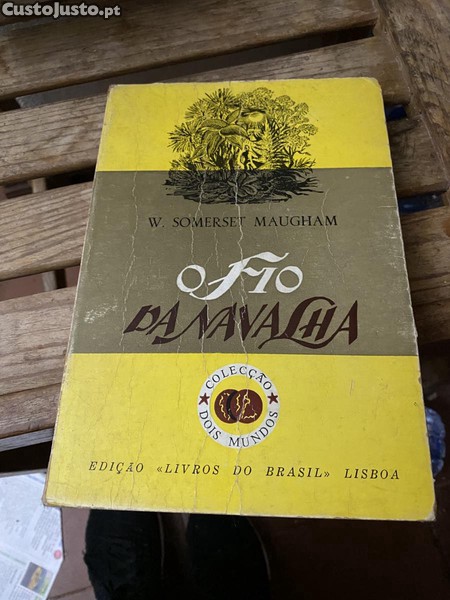 CustoJusto.pt
W. SOMERSET MAUGHAM
O FIO
DA NAVALHA
COLECÇÃO
DOIS MUNDOS
EDIÇÃO «LIVROS DO BRASIL» LISBOA